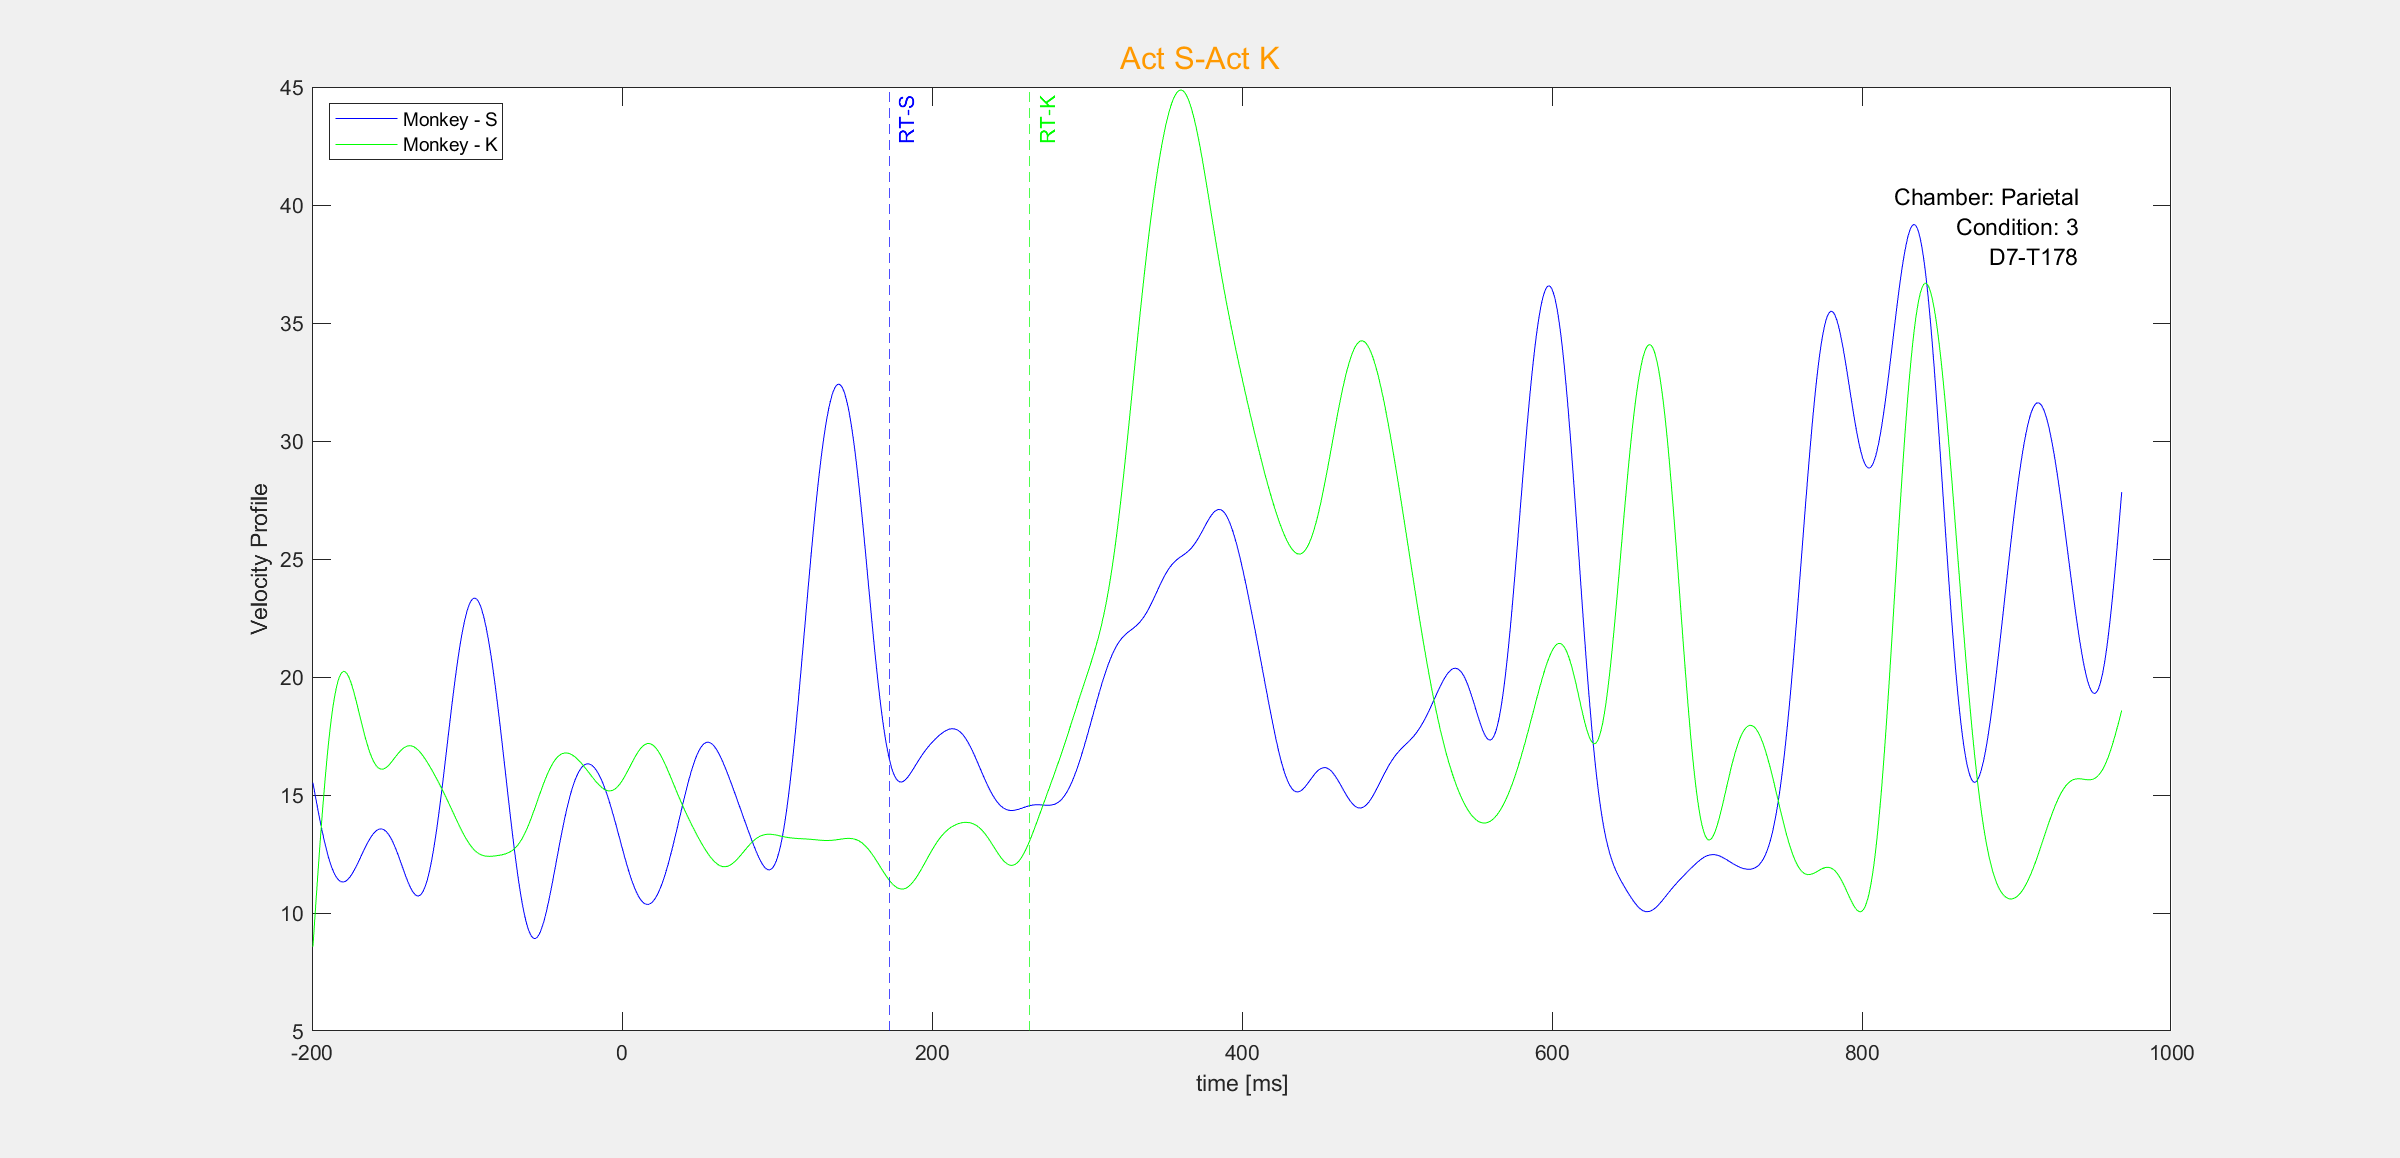 Act S-Act K
Monkey - S
Monkey - K
RT-S
RT-K
Chamber: Parietal
Condition: 3
D7-T178
Velocity Profile
45
40
35
30
25
20
15
10
5
-200
0
200
400
600
800
1000
time [ms]